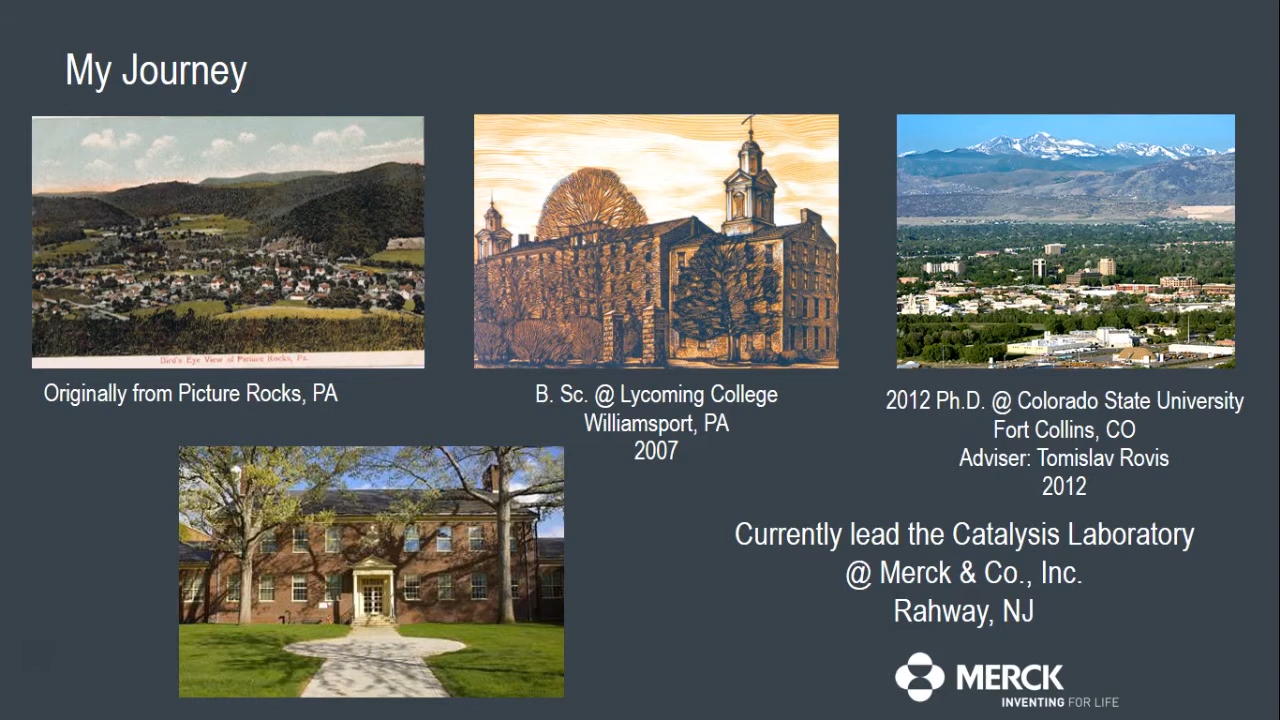 My Journey
Bird's Eye View of Picture Rocks, Pa.
Originally from Picture Rocks, PA
B. Sc. @ Lycoming College
Williamsport, PA
2007
2012 Ph.D. @ Colorado State University
Fort Collins, CO
Adviser: Tomislav Rovis
2012
Currently lead the Catalysis Laboratory
@ Merck & Co., Inc.
Rahway, NJ
MERCK
INVENTING FOR LIFE